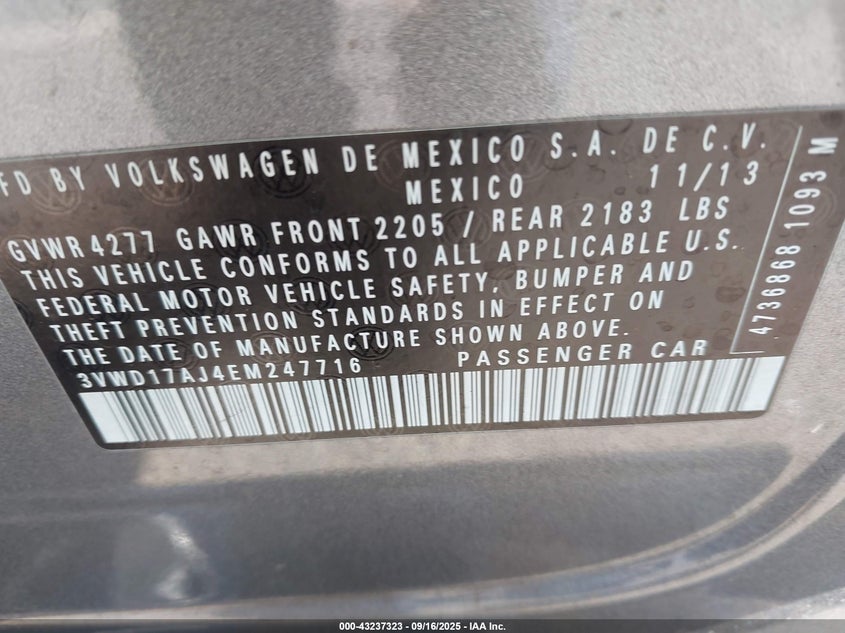 FD BY VOLKSWAGEN DE MEXICO S.A. DE C.V.
MEXICO 11/13
GVWR 4277 GAWR FRONT 2205 / REAR 2183 LBS
THIS VEHICLE CONFORMS TO ALL APPLICABLE U.S.
FEDERAL MOTOR VEHICLE SAFETY, BUMPER AND
THEFT PREVENTION STANDARDS IN EFFECT ON
THE DATE OF MANUFACTURE SHOWN ABOVE.
3VWD17AJ4EM247716 PASSENGER CAR
4738868 1093 M
000-43237323 - 09/16/2025 - IAA Inc.